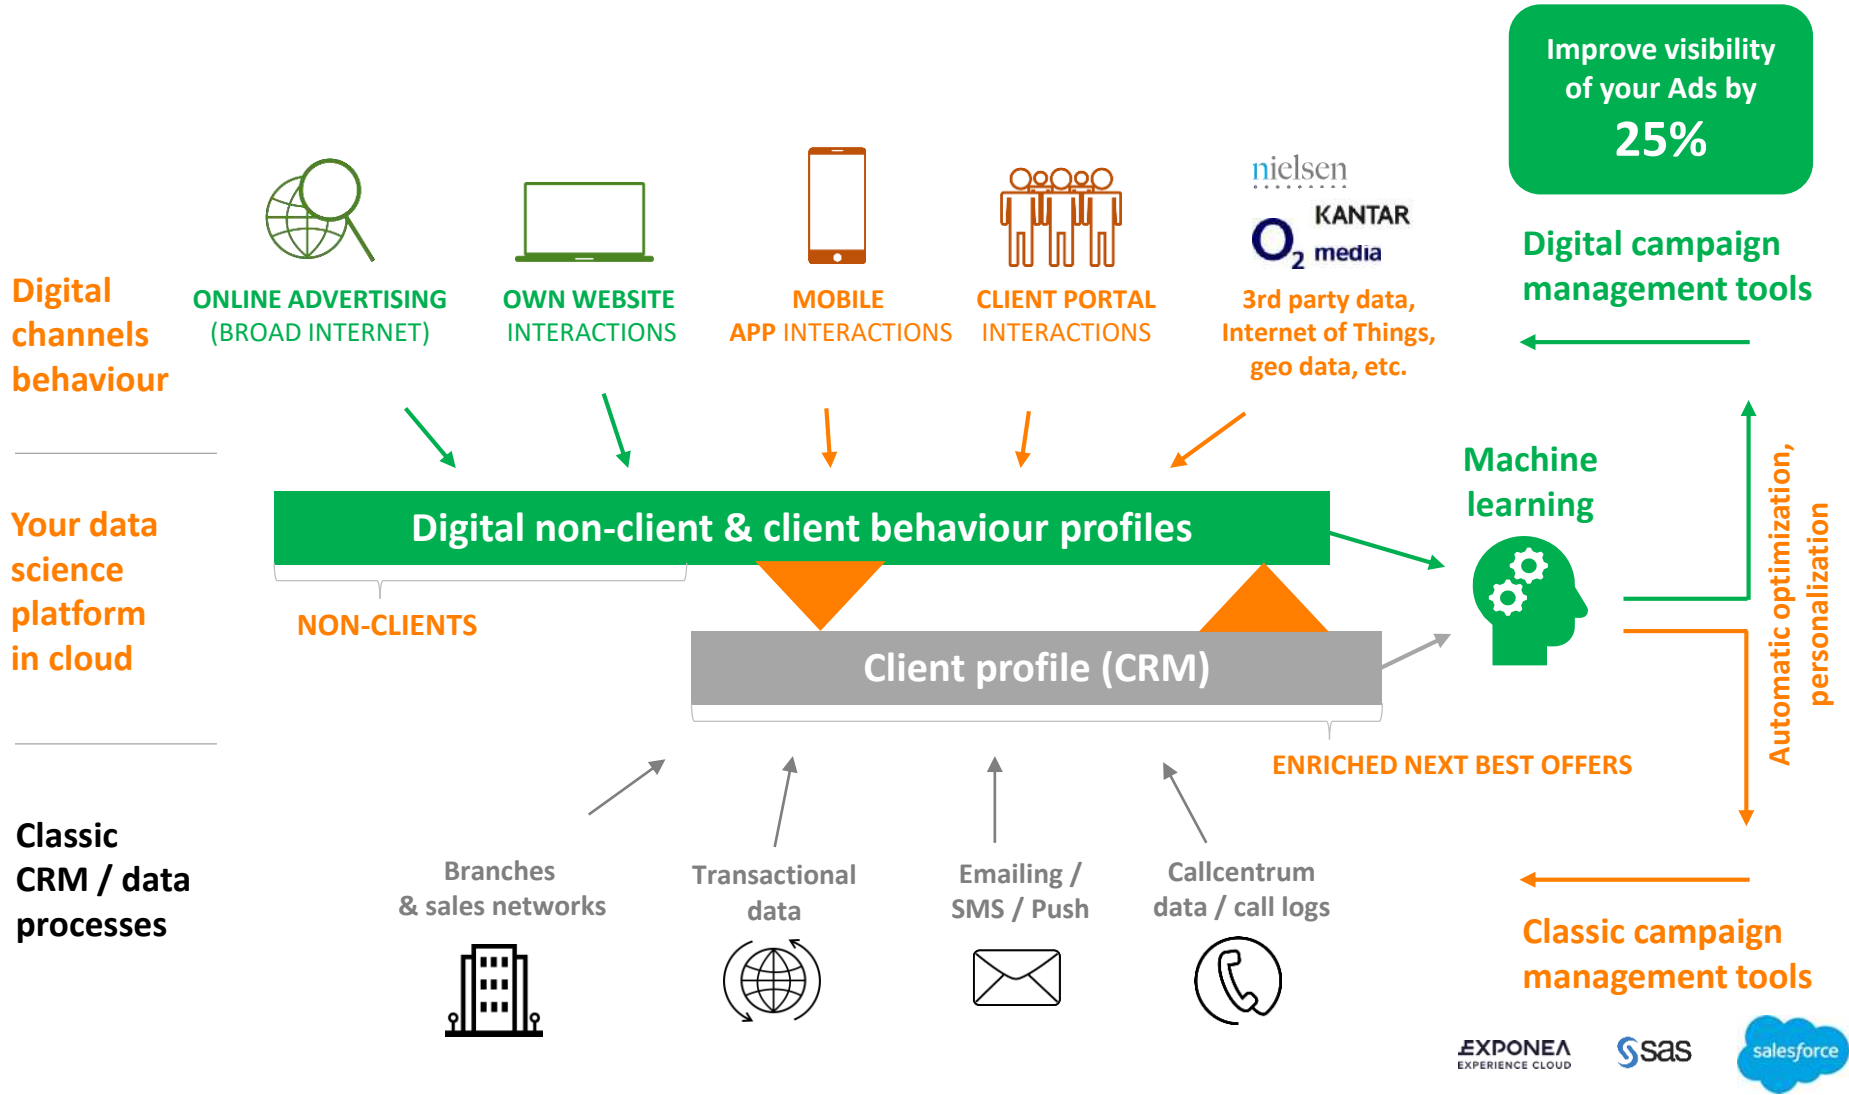 Improve visibility
of your Ads by
25%
nielsen
KANTAR
media
O2
Digital campaign
management tools
Digital
channels
behaviour
ONLINE ADVERTISING
(BROAD INTERNET)
OWN WEBSITE
INTERACTIONS
MOBILE
APP INTERACTIONS
CLIENT PORTAL
INTERACTIONS
3rd party data,
Internet of Things,
geo data, etc.
Your data
science
platform
in cloud
Digital non-client & client behaviour profiles
Machine
learning
NON-CLIENTS
Client profile (CRM)
Automatic optimization,
personalization
ENRICHED NEXT BEST OFFERS
Classic
CRM / data
processes
Branches
& sales networks
Transactional
data
Emailing /
SMS / Push
Callcentrum
data / call logs
Classic campaign
management tools
EXPONEA
EXPERIENCE CLOUD
sas
salesforce